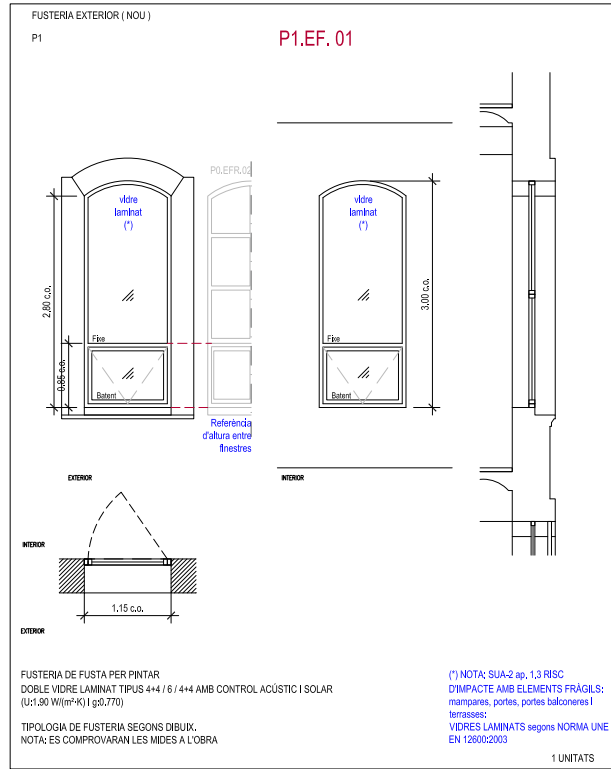 FUSTERIA EXTERIOR ( NOU )
P1
P1.EF. 01
P0.EFR.02
vidre
laminat
(*)
2.80 c.o.
0.85 c.o.
Fixe
Batent
Referència
d'altura entre
finestres
vidre
laminat
(*)
3.00 c.o.
Fixe
Batent
EXTERIOR
INTERIOR
INTERIOR
1.15 c.o.
EXTERIOR
FUSTERIA DE FUSTA PER PINTAR
DOBLE VIDRE LAMINAT TIPUS 4+4 / 6 / 4+4 AMB CONTROL ACÚSTIC I SOLAR
(U:1.90 W/(m²·K) I g:0.770)
TIPOLOGIA DE FUSTERIA SEGONS DIBUIX.
NOTA: ES COMPROVARAN LES MIDES A L'OBRA
(*) NOTA: SUA-2 ap. 1.3 RISC
D'IMPACTE AMB ELEMENTS FRÀGILS:
mampares, portes, portes balconeres i
terrasses:
VIDRES LAMINATS segons NORMA UNE
EN 12600:2003
1 UNITATS